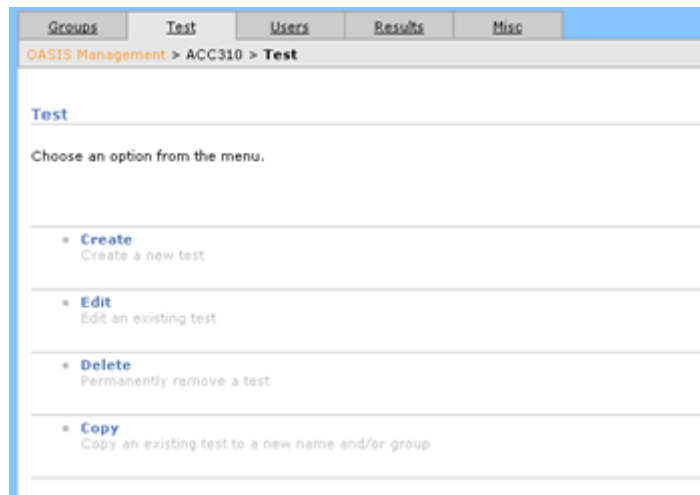 Groups Test Users Results Misc
OASIS Management > ACC310 > Test
Test
Choose an option from the menu.
Create
Create a new test
Edit
Edit an existing test
Delete
Permanently remove a test
Copy
Copy an existing test to a new name and/or group